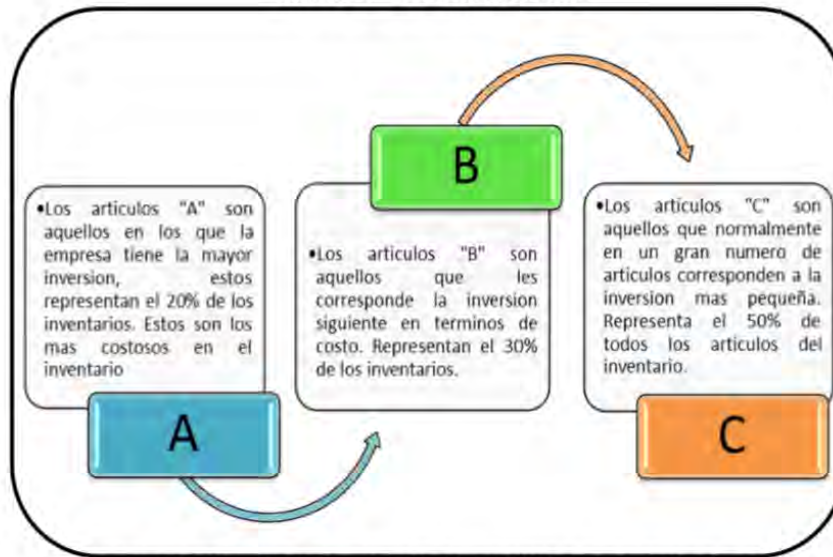 •Los articulos "A" son
aquellos en los que la
empresa tiene la mayor
inversion, estos
representan el 20% de los
inventarios. Estos son los
mas costosos en el
inventario
A
B
•Los articulos "B" son
aquellos que les
corresponde la inversion
siguiente en terminos de
costo. Representan el 30%
de los inventarios.
•Los articulos "C" son
aquellos que normalmente
en un gran numero de
articulos corresponden a la
inversion mas pequeña.
Representa el 50% de
todos los articulos del
inventario.
C